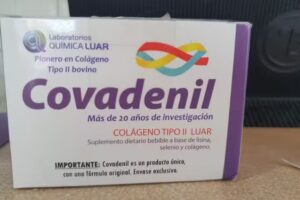 Laboratorios
QUÍMICA LUAR
Pionero en Colágeno
Tipo II bovino
Covadenil
Más de 20 años de investigación
COLÁGENO TIPO II LUAR
Suplemento dietario bebible a base de lisina,
selenio y colágeno.
IMPORTANTE: Covadenil es un producto único,
con una fórmula original. Envase exclusivo.